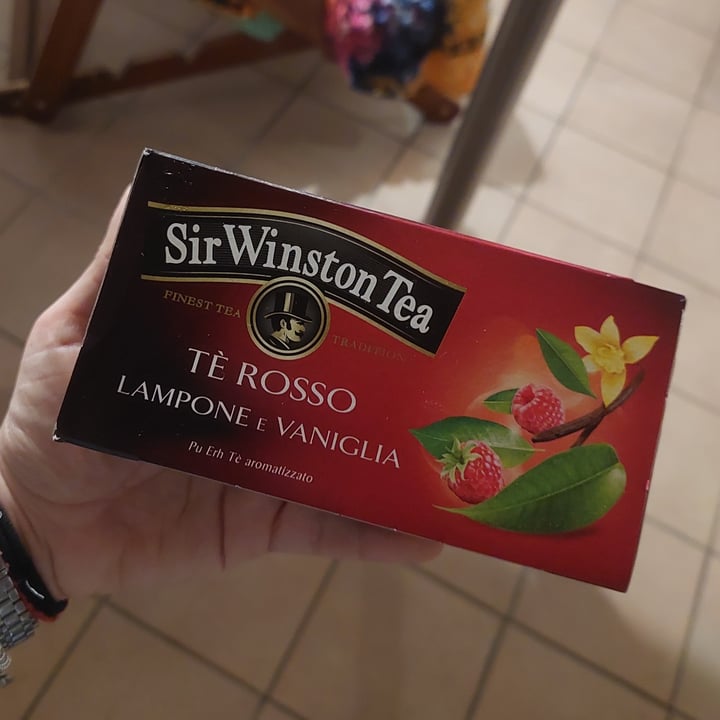 Sir Winston Tea
FINEST TEA
TRADITION
TÈ ROSSO
LAMPONE E VANIGLIA
Pu Erh Tè aromatizzato